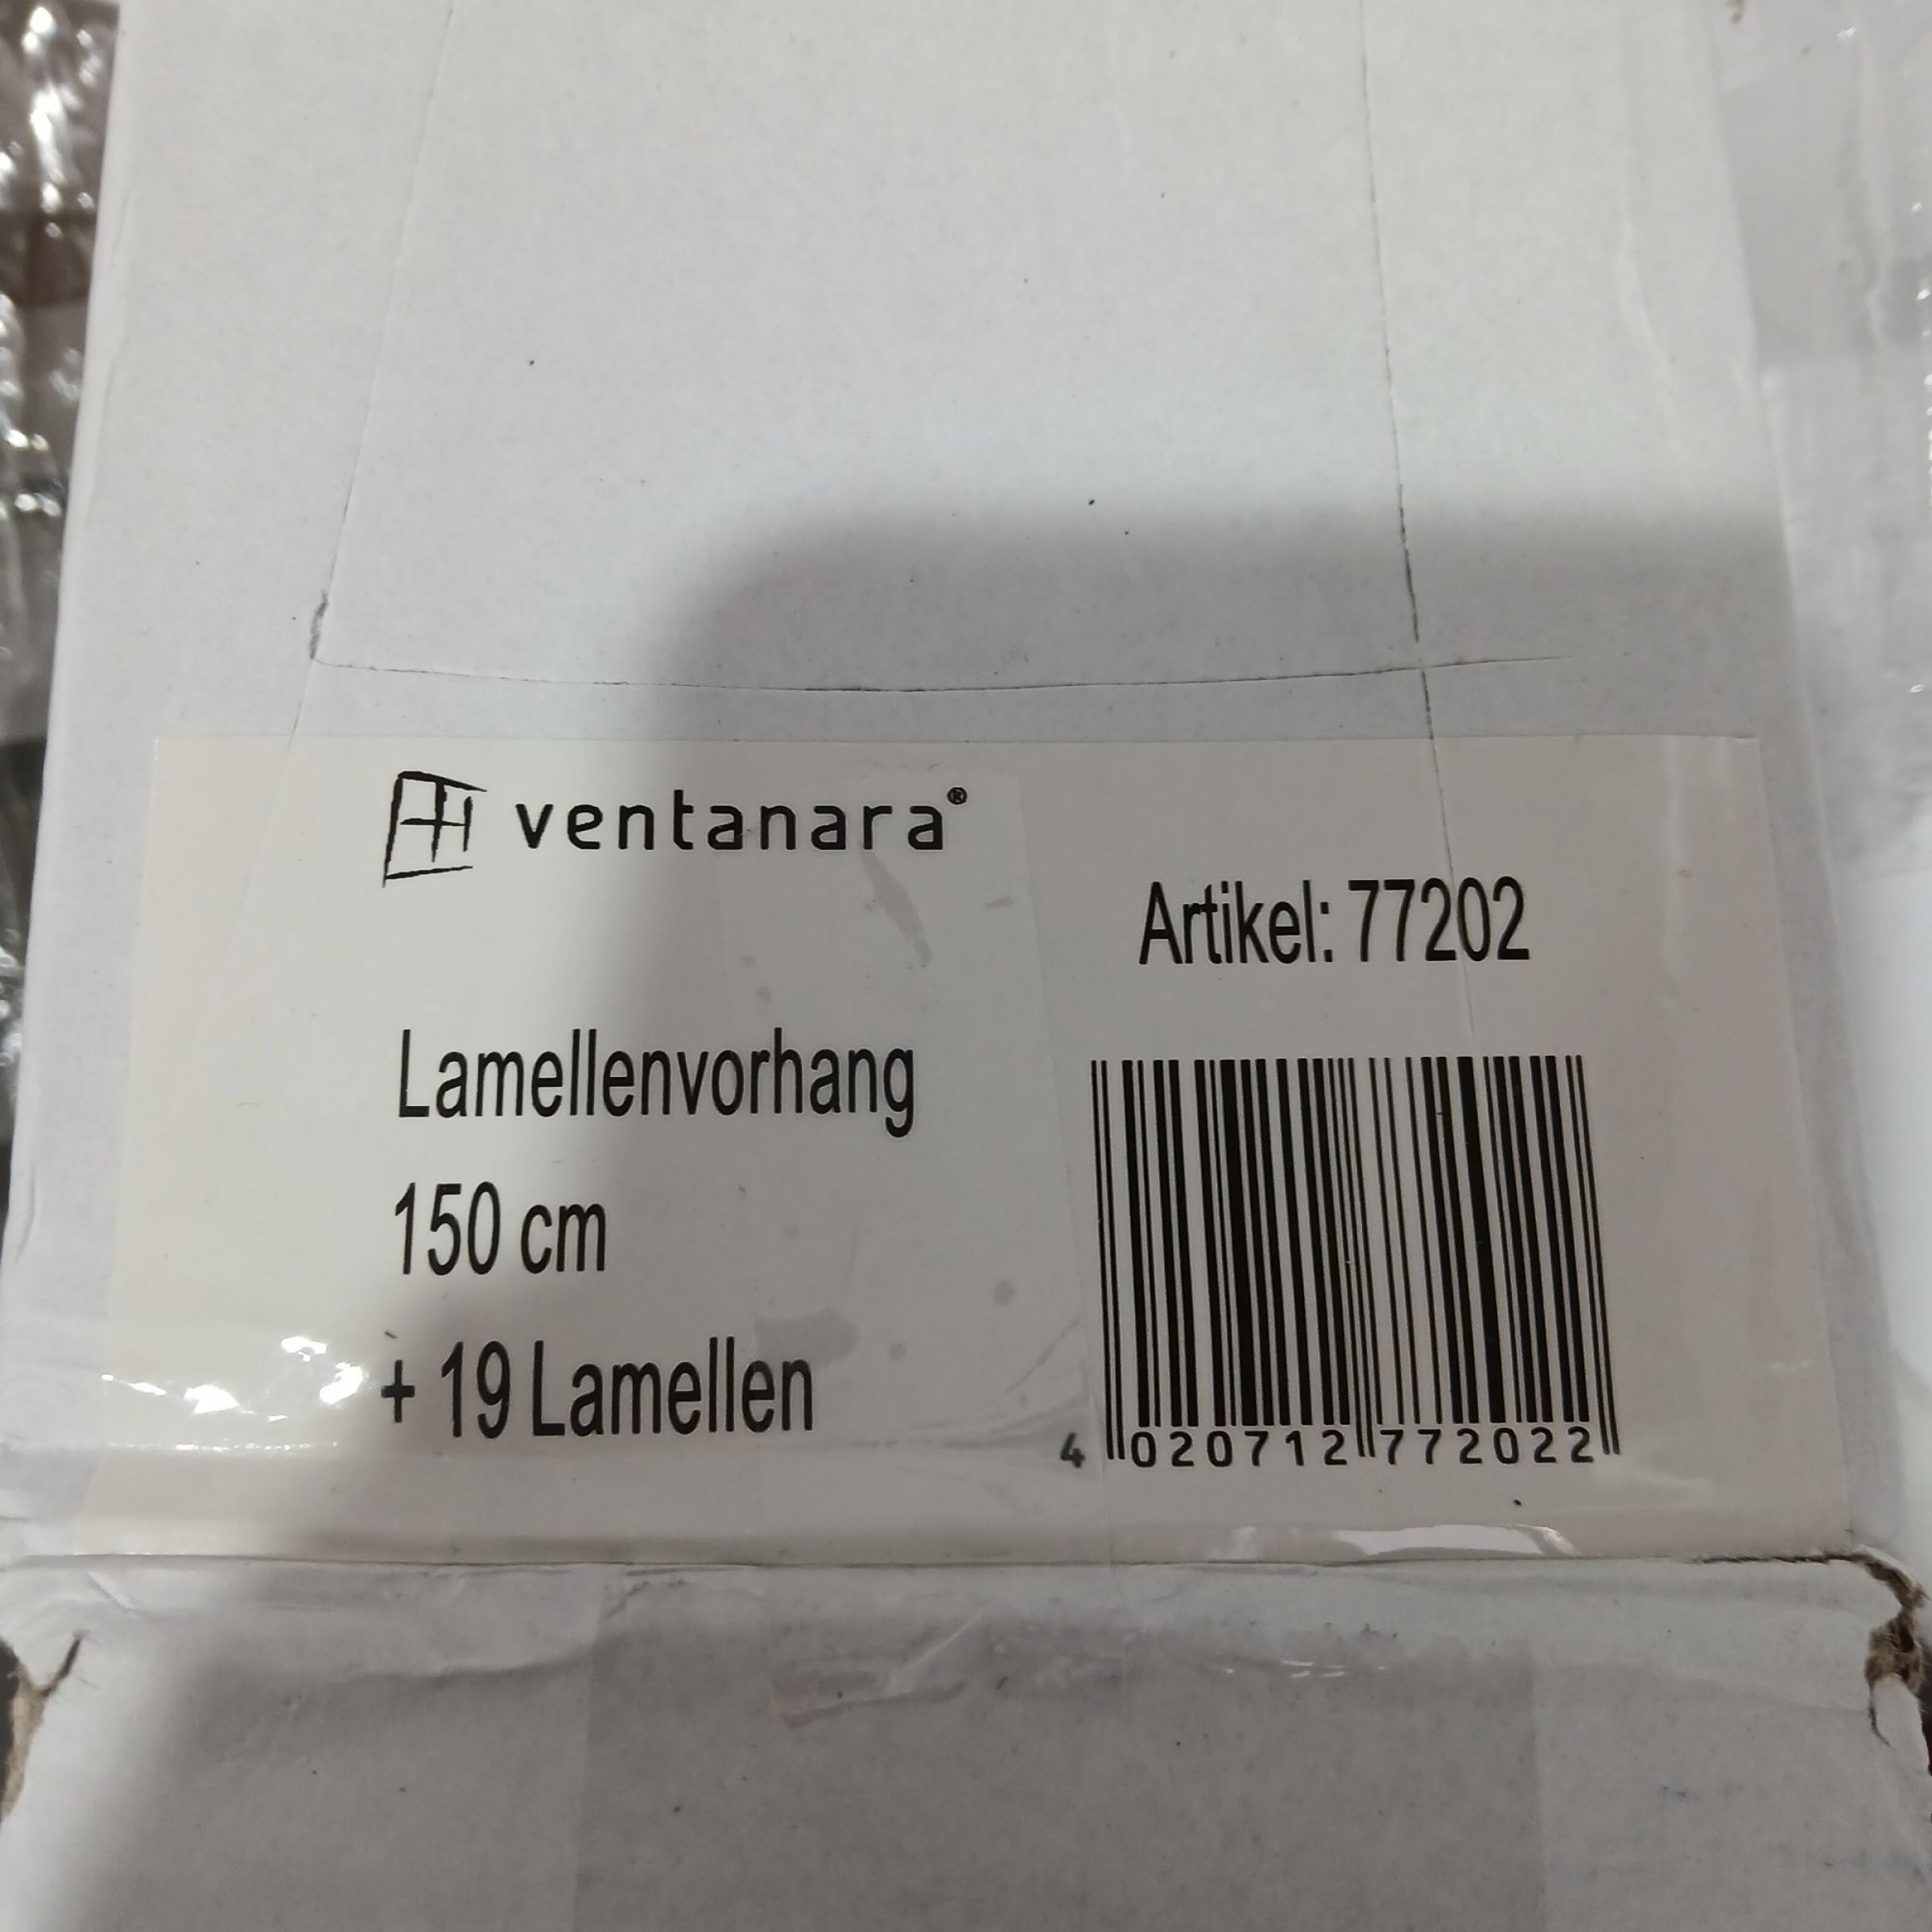 ventanara®
Artikel: 77202
Lamellenvorhang
150 cm
+ 19 Lamellen
4 020712 772022